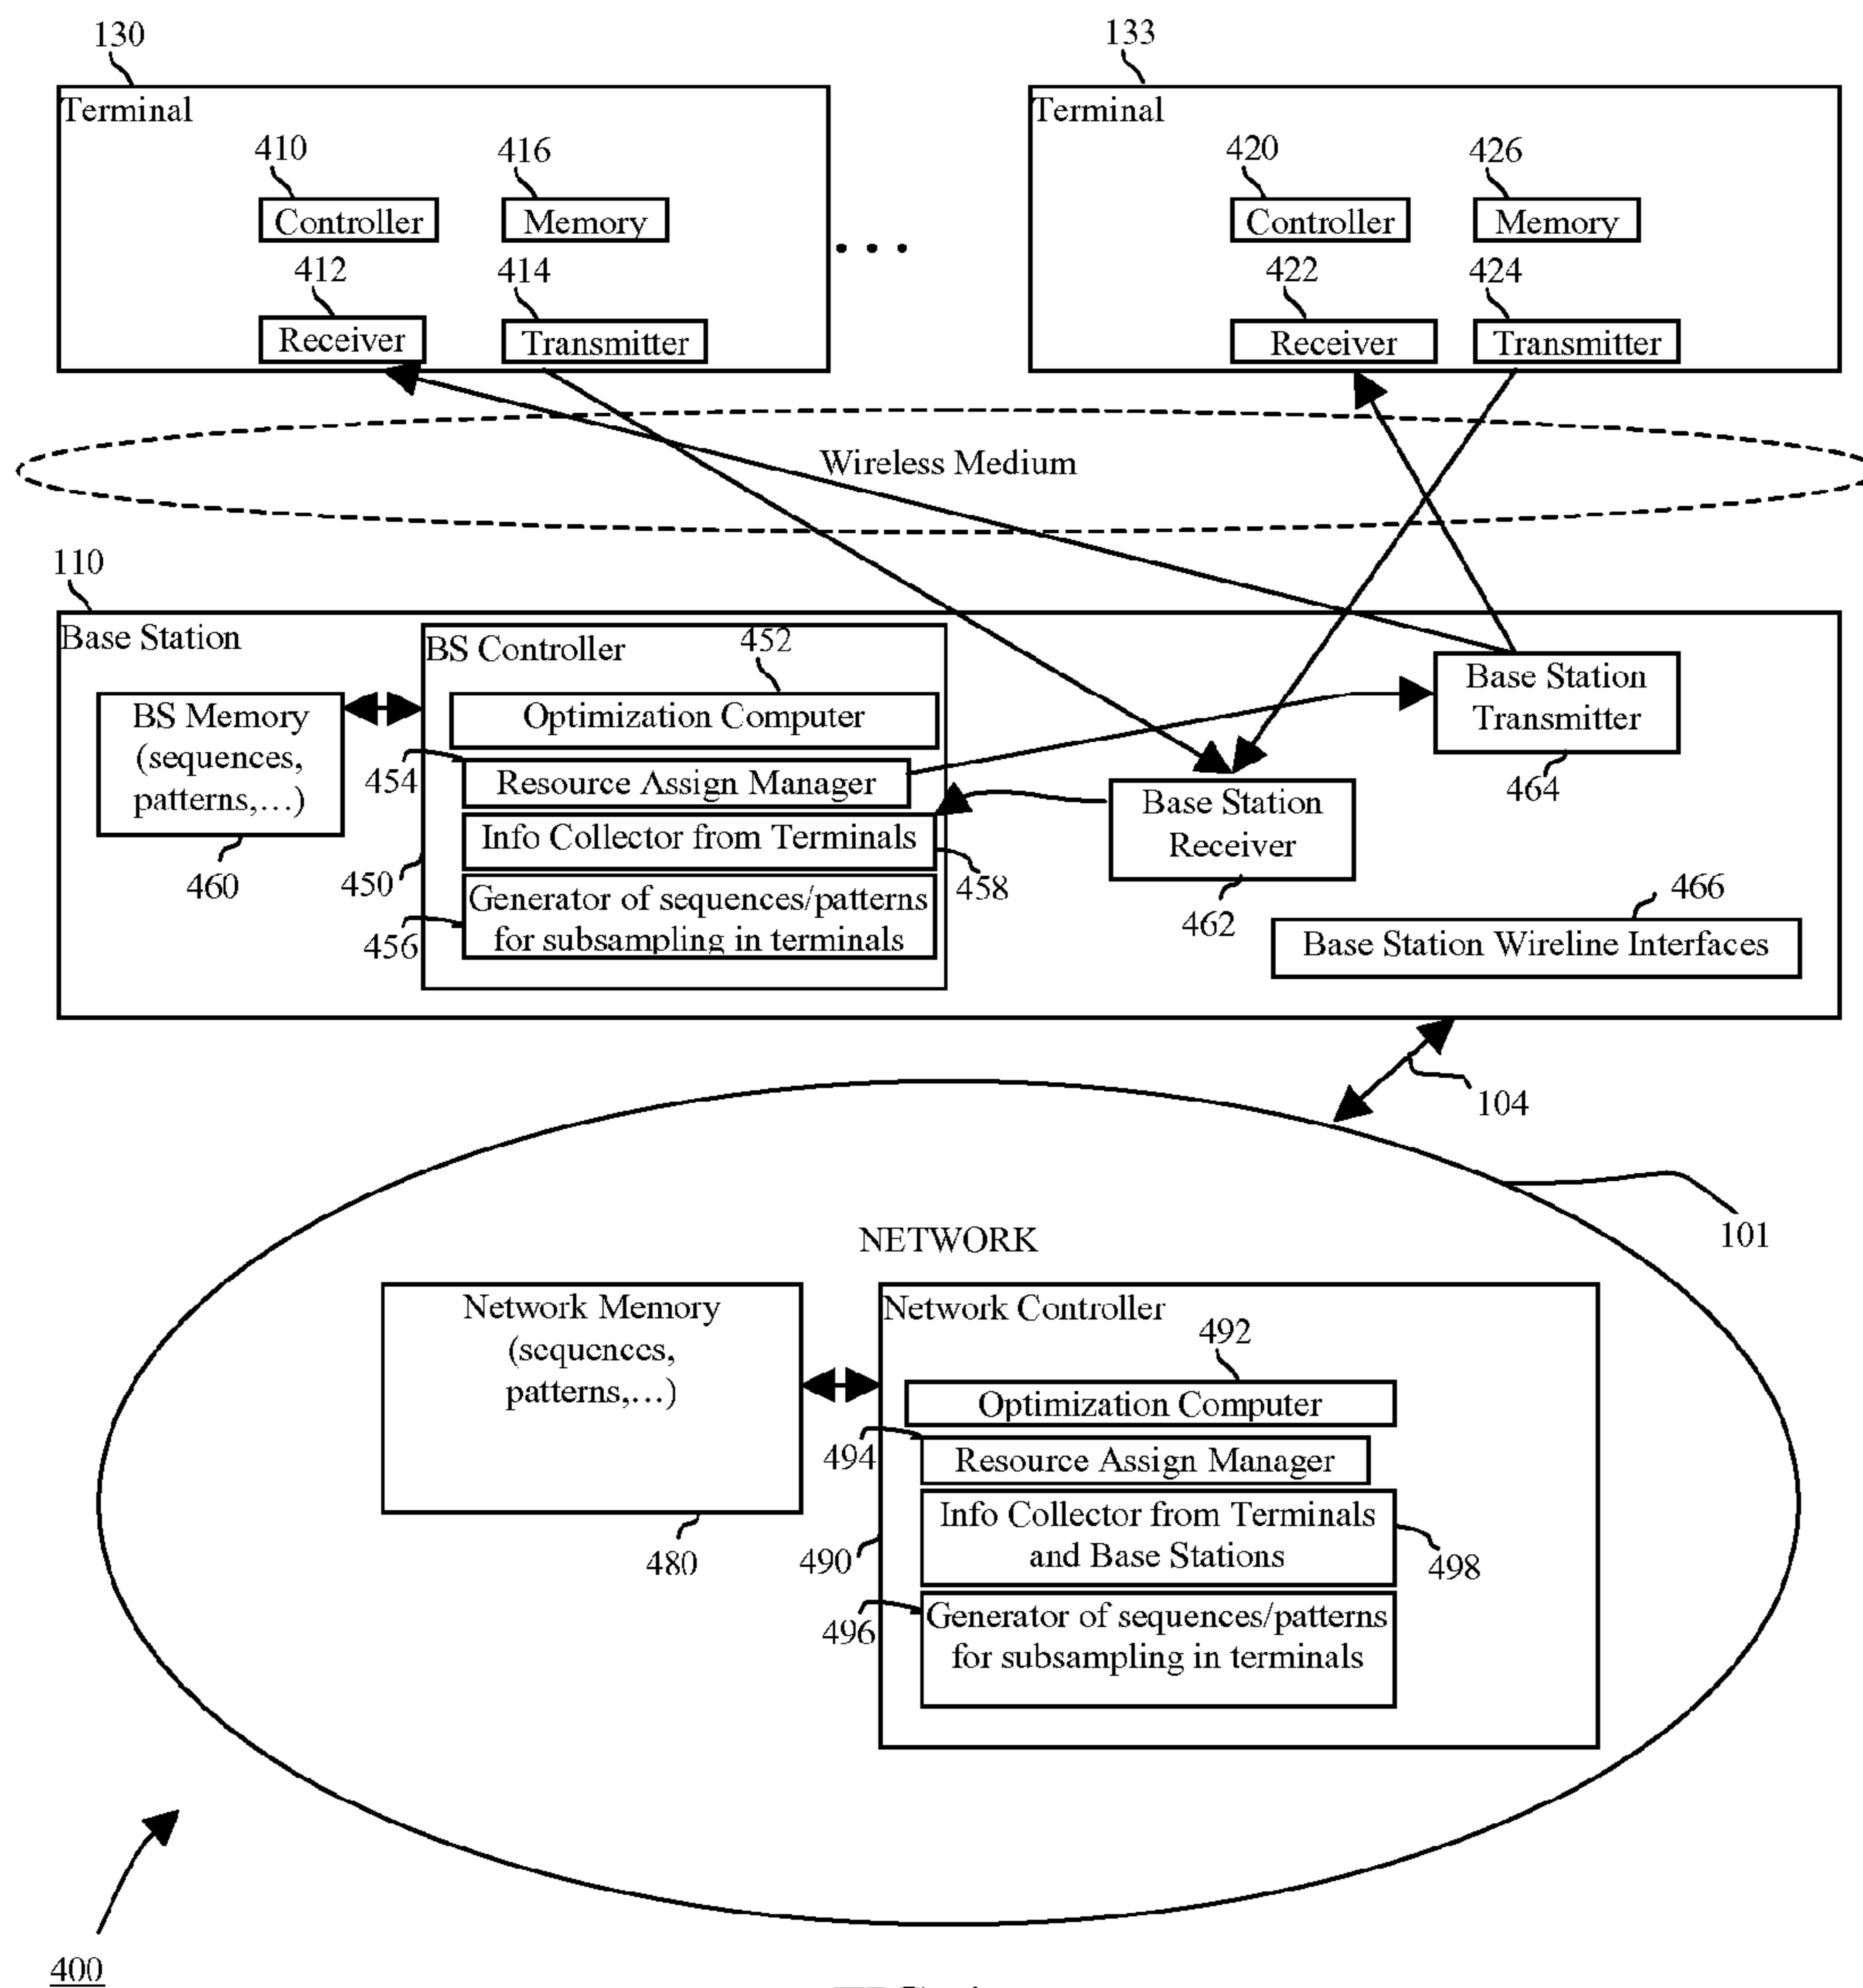 130
133
Terminal
Terminal
410
416
420
426
Controller
Memory
Controller
Memory
. . .
412
414
422
424
Receiver
Transmitter
Receiver
Transmitter
Wireless Medium
110
Base Station
BS Controller
452
Base Station
Transmitter
BS Memory
(sequences,
patterns,...)
Optimization Computer
454
Resource Assign Manager
464
Base Station
Receiver
Info Collector from Terminals
460
450
458
466
Generator of sequences/patterns
for subsampling in terminals
462
456
Base Station Wireline Interfaces
104
101
NETWORK
Network Memory
(sequences,
patterns,...)
Network Controller
492
Optimization Computer
494
Resource Assign Manager
Info Collector from Terminals
and Base Stations
480
490
498
496
Generator of sequences/patterns
for subsampling in terminals
400